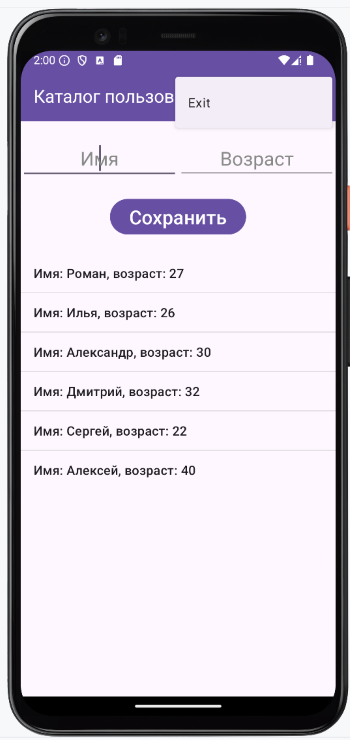 2:00
Каталог пользов
Exit
Имя
Возраст
Сохранить
Имя: Роман, возраст: 27
Имя: Илья, возраст: 26
Имя: Александр, возраст: 30
Имя: Дмитрий, возраст: 32
Имя: Сергей, возраст: 22
Имя: Алексей, возраст: 40